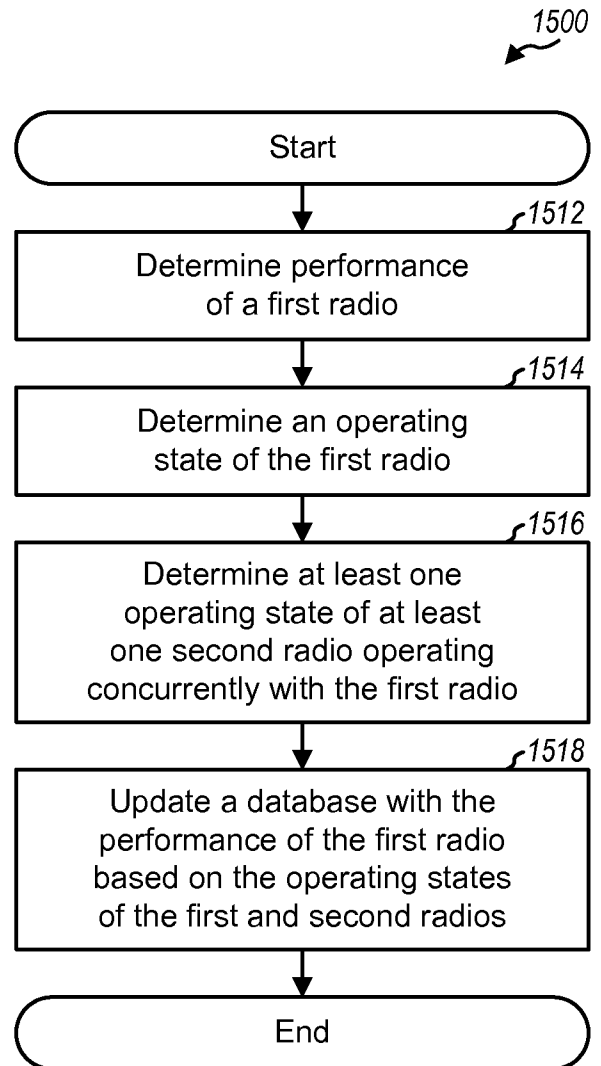 1500
Start
1512
Determine performance
of a first radio
1514
Determine an operating
state of the first radio
1516
Determine at least one
operating state of at least
one second radio operating
concurrently with the first radio
1518
Update a database with the
performance of the first radio
based on the operating states
of the first and second radios
End